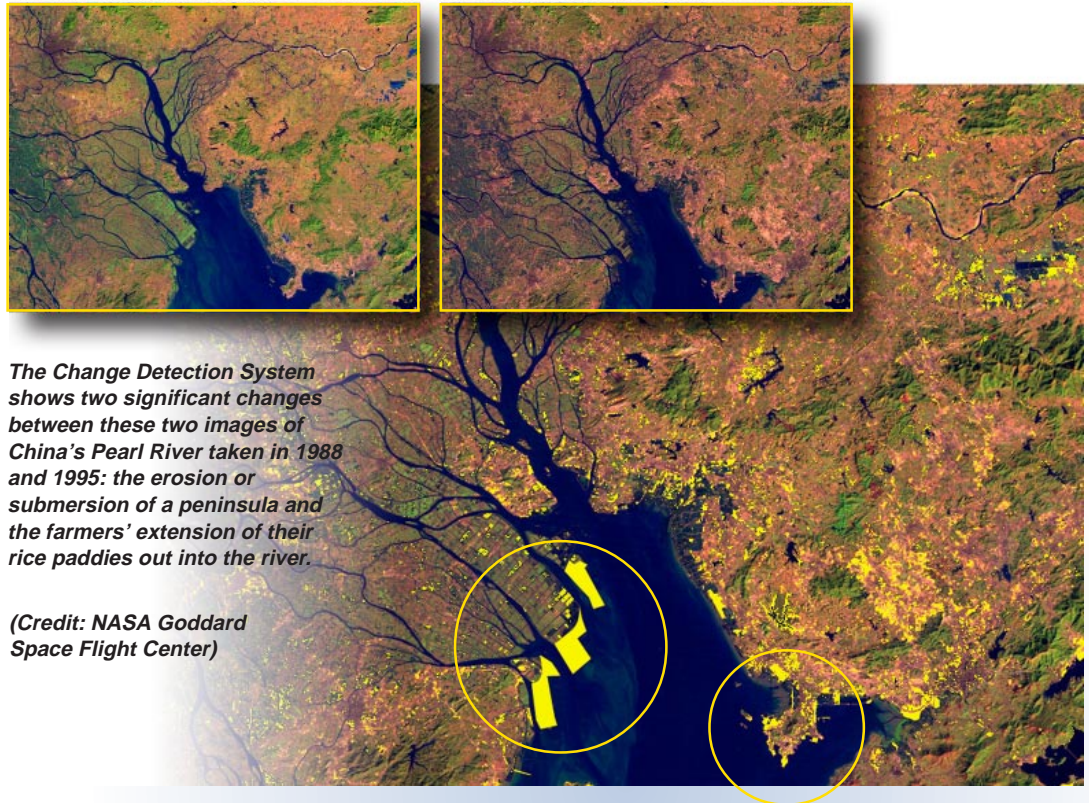 The Change Detection System
shows two significant changes
between these two images of
China's Pearl River taken in 1988
and 1995: the erosion or
submersion of a peninsula and
the farmers' extension of their
rice paddies out into the river.
(Credit: NASA Goddard
Space Flight Center)